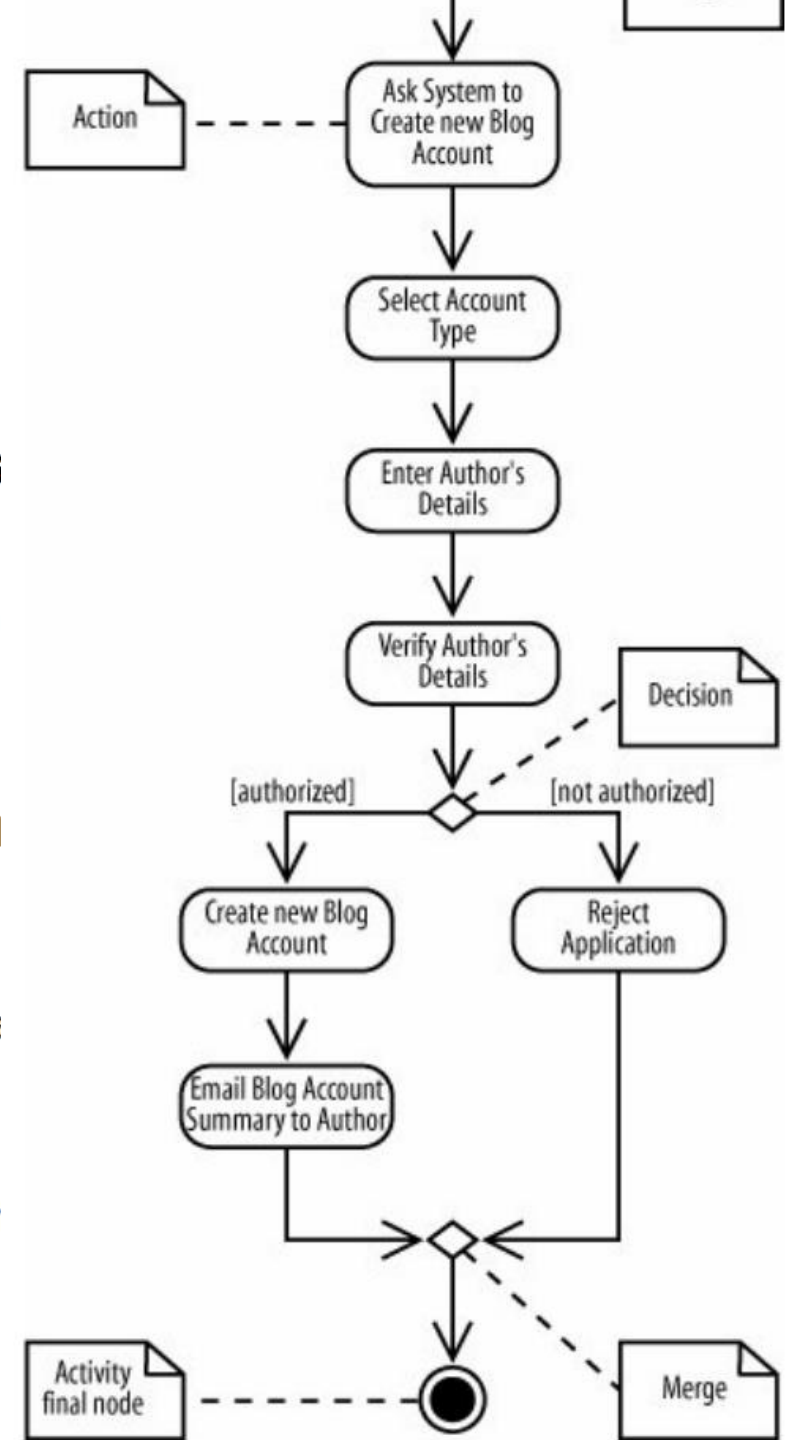 Action
Ask System to
Create new Blog
Account
Select Account
Type
Enter Author's
Details
Verify Author's
Details
Decision
[authorized]
[not authorized]
Create new Blog
Account
Reject
Application
Email Blog Account
Summary to Author
Activity
final node
Merge